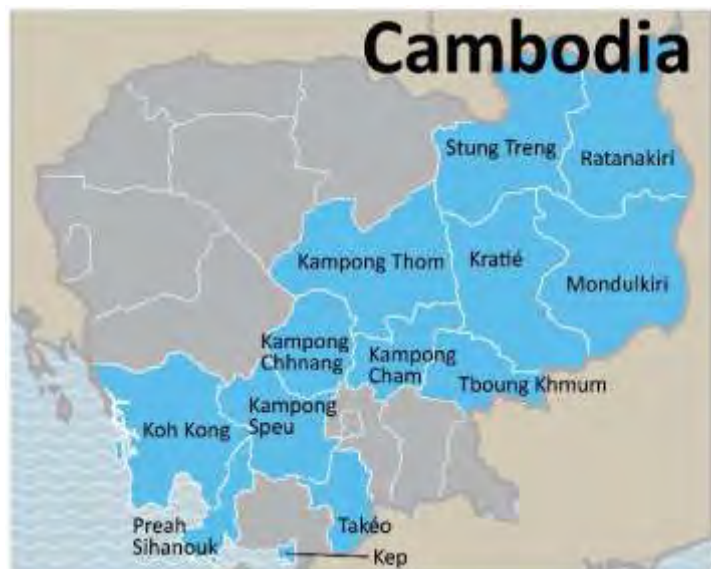 Cambodia
Stung Treng
Ratanakiri
Kampong Thom
Kratié
Mondulkiri
Kampong
Chhnang
Kampong
Cham
Tboung Khmum
Koh Kong
Kampong
Speu
Preah
Sihanouk
Takéo
Kep